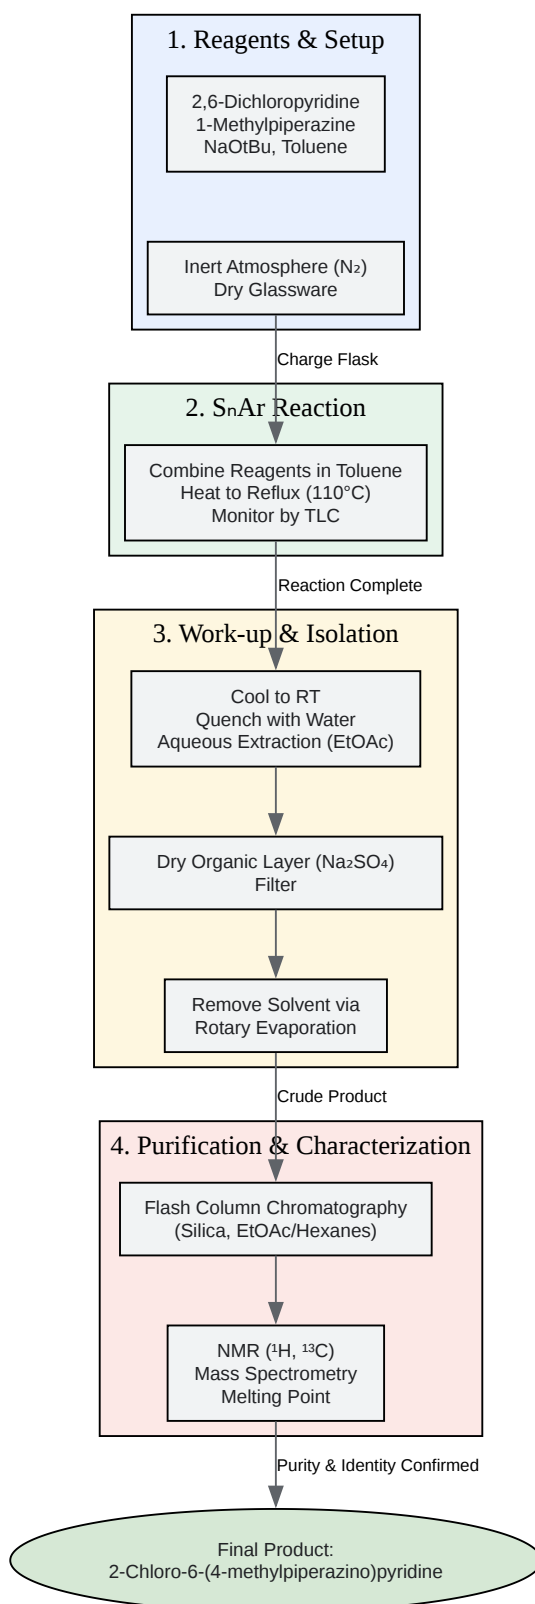 1. Reagents & Setup
2,6-Dichloropyridine
1-Methylpiperazine
NaOtBu, Toluene
Inert Atmosphere (N₂)
Dry Glassware
Charge Flask
2. SₙAr Reaction
Combine Reagents in Toluene
Heat to Reflux (110°C)
Monitor by TLC
Reaction Complete
3. Work-up & Isolation
Cool to RT
Quench with Water
Aqueous Extraction (EtOAc)
Dry Organic Layer (Na₂SO₄)
Filter
Remove Solvent via
Rotary Evaporation
Crude Product
4. Purification & Characterization
Flash Column Chromatography
(Silica, EtOAc/Hexanes)
NMR (¹H, ¹³C)
Mass Spectrometry
Melting Point
Purity & Identity Confirmed
Final Product:
2-Chloro-6-(4-methylpiperazino)pyridine